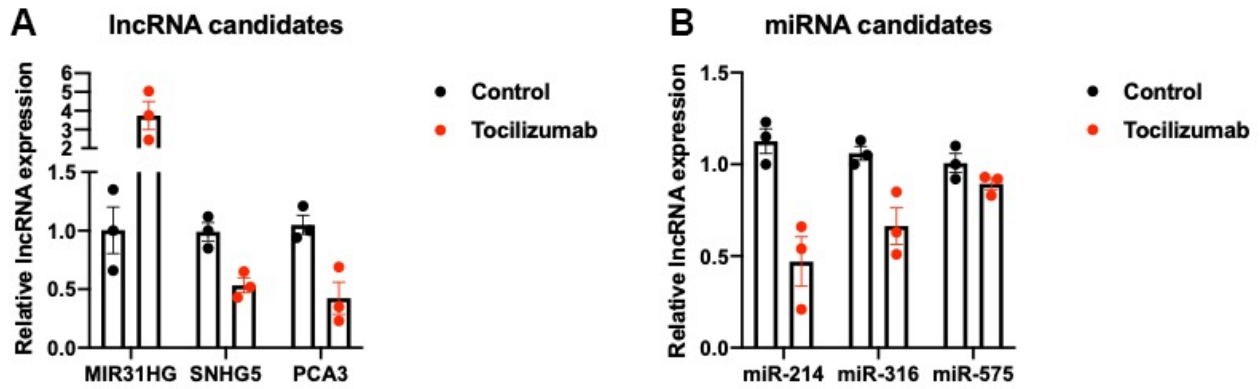 A lncRNA candidates
Relative lncRNA expression
6
5
4
3
2
1.5
1.0
0.5
0.0
MIR31HG SNHG5 PCA3
Control
Tocilizumab
B miRNA candidates
Relative lncRNA expression
1.5
1.0
0.5
0.0
miR-214 miR-316 miR-575
Control
Tocilizumab